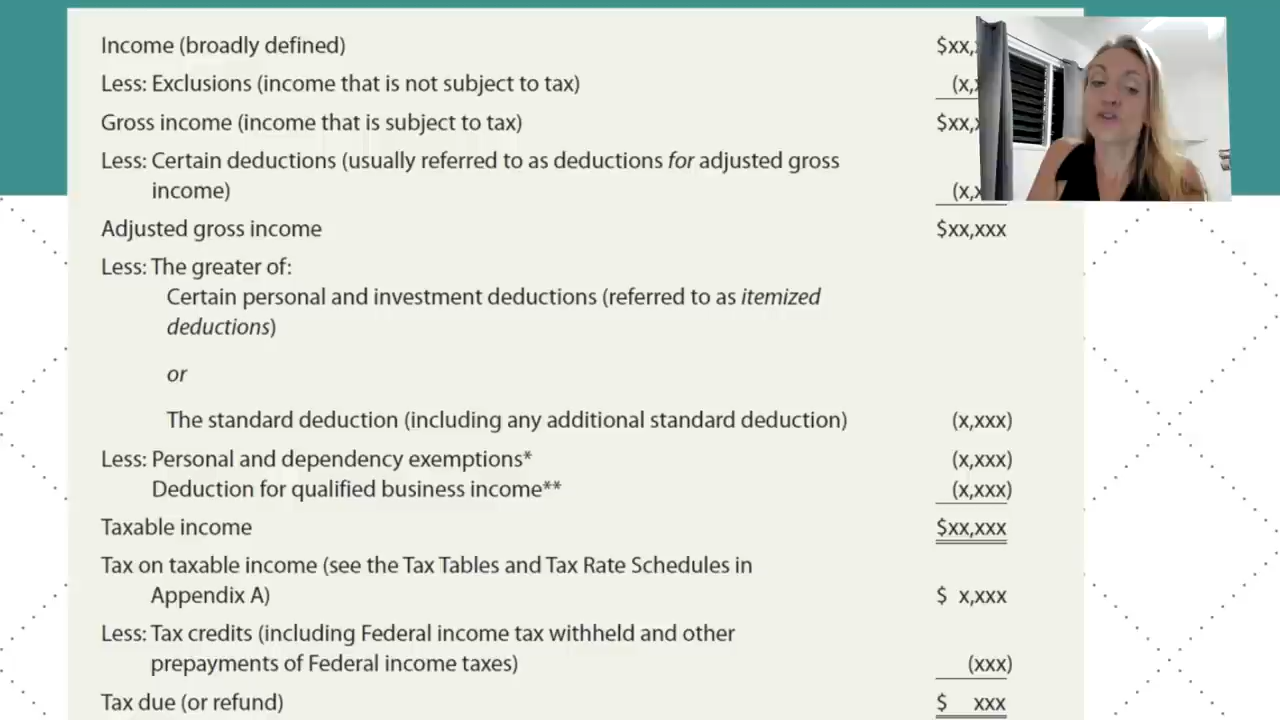 Income (broadly defined) $xx,
Less: Exclusions (income that is not subject to tax) (x,x
Gross income (income that is subject to tax) $xx,
Less: Certain deductions (usually referred to as deductions for adjusted gross
income) (x,x
Adjusted gross income $xx,xxx
Less: The greater of:
Certain personal and investment deductions (referred to as itemized
deductions)
or
The standard deduction (including any additional standard deduction) (x,xxx)
Less: Personal and dependency exemptions* (x,xxx)
Deduction for qualified business income** (x,xxx)
Taxable income $xx,xxx
Tax on taxable income (see the Tax Tables and Tax Rate Schedules in
Appendix A) $ x,xxx
Less: Tax credits (including Federal income tax withheld and other
prepayments of Federal income taxes) (xxx)
Tax due (or refund) $ xxx